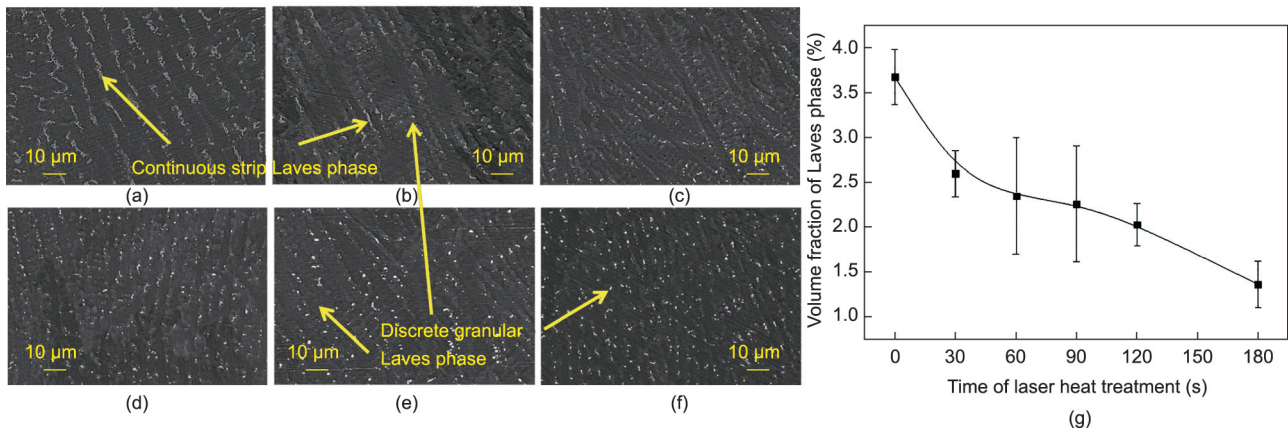 10 µm
Continuous strip Laves phase
(a)
10 µm
(b)
10 µm
(c)
10 µm
(d)
10 µm
Discrete granular
Laves phase
(e)
10 µm
(f)
Volume fraction of Laves phase (%)
4.0
3.5
3.0
2.5
2.0
1.5
1.0
0 30 60 90 120 150 180
Time of laser heat treatment (s)
(g)